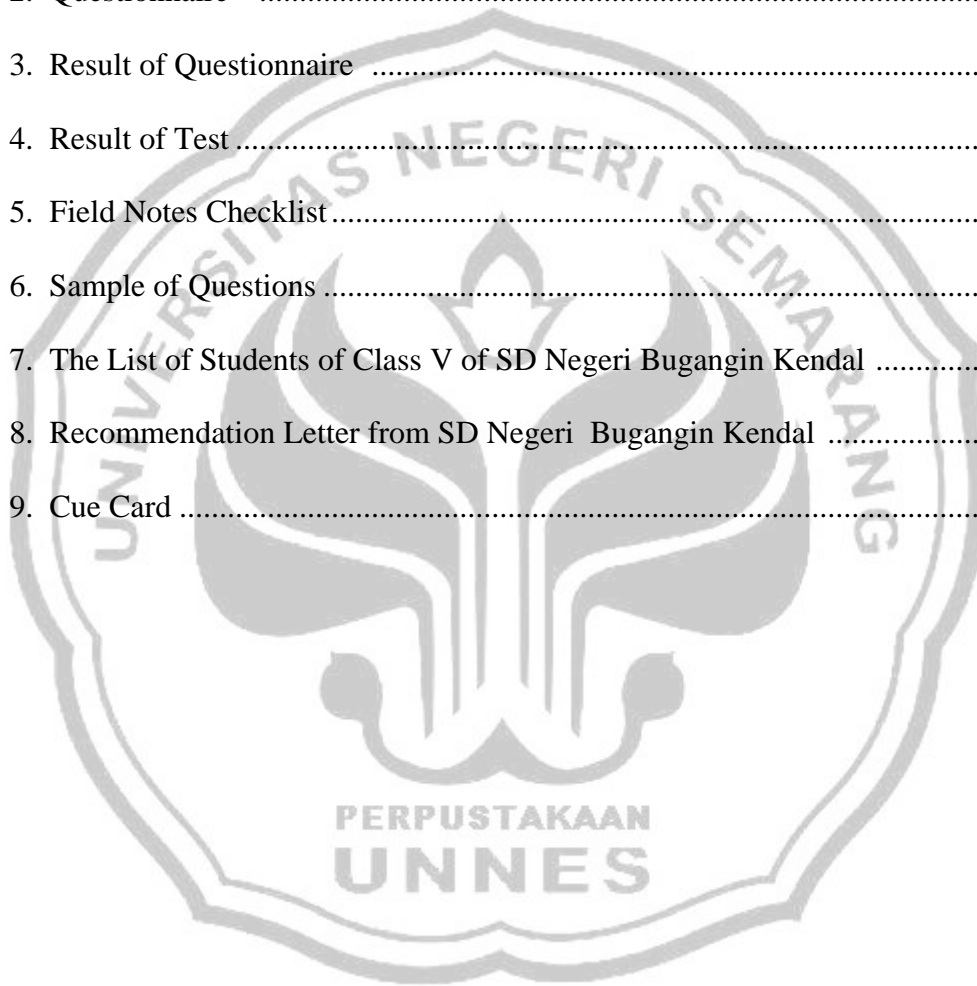 2. Questionnaire ....................................................................................
3. Result of Questionnaire ......................................................................
4. Result of Test ........................................................................................
5. Field Notes Checklist ............................................................................
6. Sample of Questions .............................................................................
7. The List of Students of Class V of SD Negeri Bugangin Kendal .............
8. Recommendation Letter from SD Negeri Bugangin Kendal ..................
9. Cue Card ...............................................................................................
UNIVERSITAS NEGERI SEMARANG
PERPUSTAKAAN
UNNES